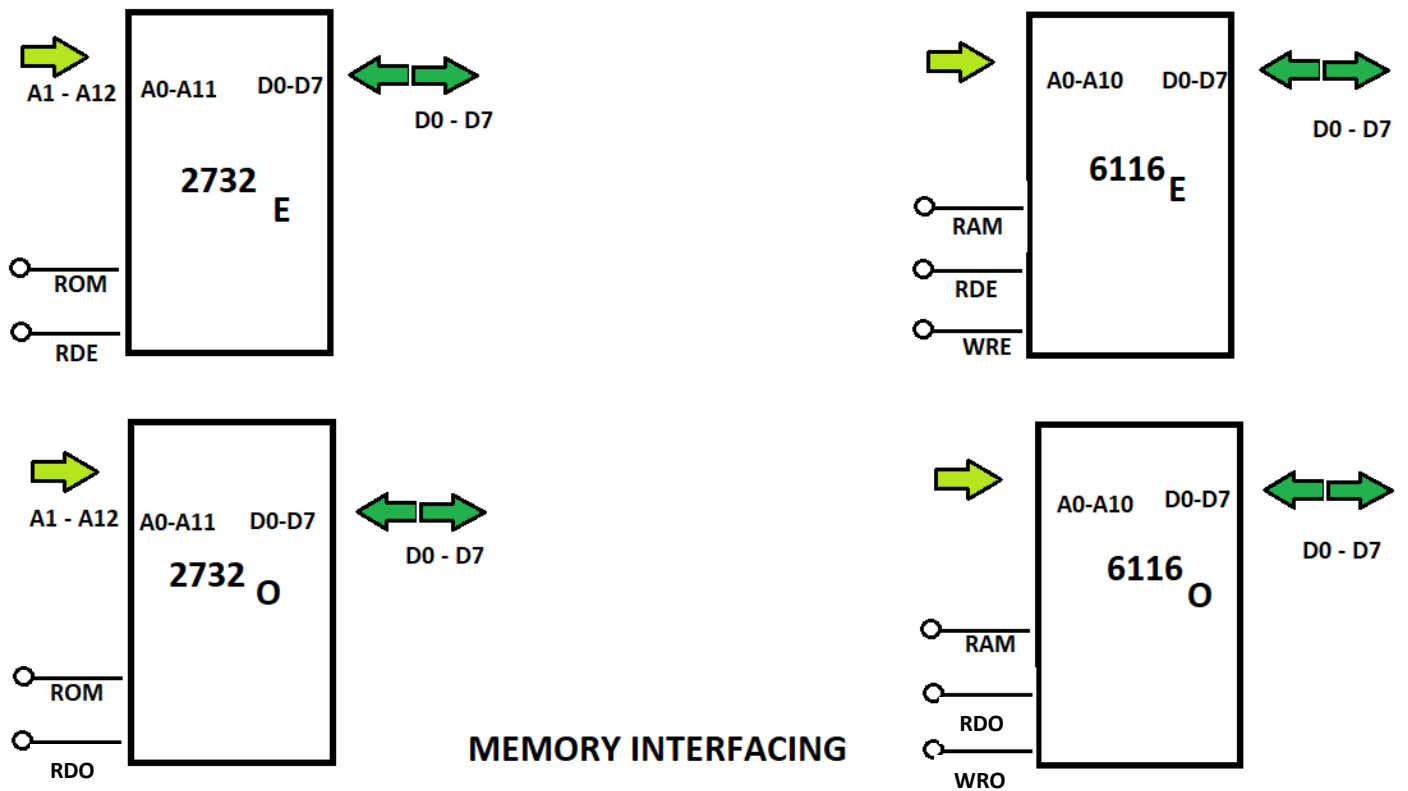 A1 - A12
A0-A11
D0-D7
D0 - D7
2732
E
ROM
RDE
A0-A10
D0-D7
D0 - D7
6116
E
RAM
RDE
WRE
A1 - A12
A0-A11
D0-D7
D0 - D7
2732
O
ROM
RDO
A0-A10
D0-D7
D0 - D7
6116
O
RAM
RDO
WRO
MEMORY INTERFACING